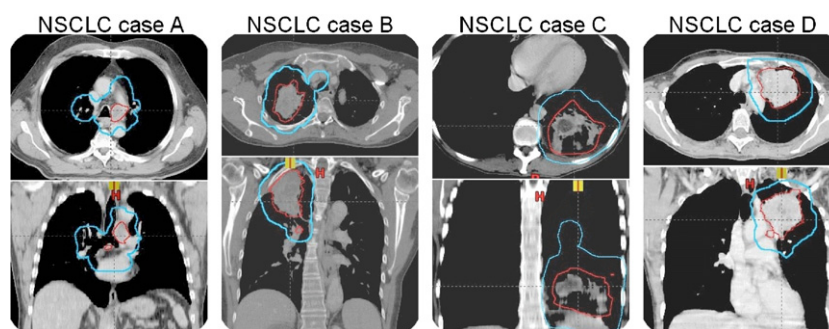 NSCLC case A
NSCLC case B
NSCLC case C
NSCLC case D
H
H
H
H